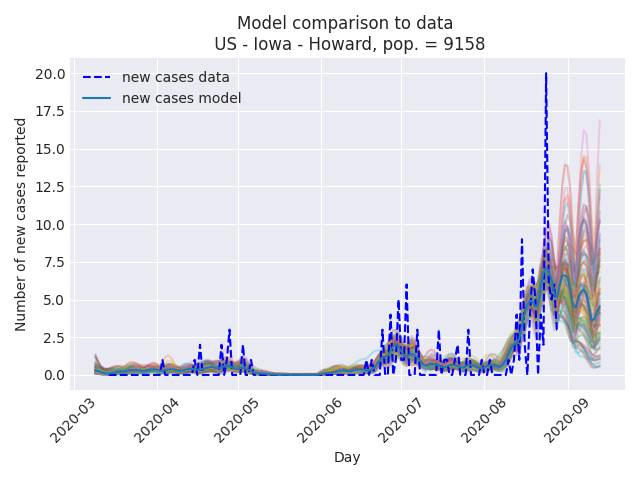 Model comparison to data
US - Iowa - Howard, pop. = 9158
new cases data
new cases model
Number of new cases reported
20.0
17.5
15.0
12.5
10.0
7.5
5.0
2.5
0.0
2020-03
2020-04
2020-05
2020-06
2020-07
2020-08
2020-09
Day